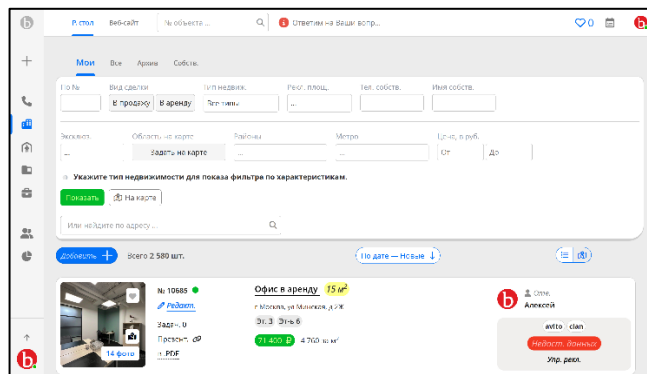 Р. стол Веб-сайт № объекта ... Ответим на Ваши вопр... 0
Мои Все Архив Собств.
По № Вид сделки Тип недвиж. Рекл. площ. Тел. собств. Имя собств.
В продажу В аренду Все типы ...
Эксклюз. Область на карте Районы Метро Цена, в руб.
... Задать на карте ... ... От До
Укажите тип недвижимости для показа фильтра по характеристикам.
Показать На карте
Или найдите по адресу ...
Добавить Всего 2 580 шт. По дате — Новые ↓
№ 10685 Офис в аренду 15 м² Отв.
Редакт. г Москва, ул Минская, д 2Ж Алексей
Задач. 0 Эт. 3 Эт-ь 6 avito cian
Презент. 71 400 ₽ 4 760 за м² Недост. данных
14 фото в .PDF Упр. рекл.